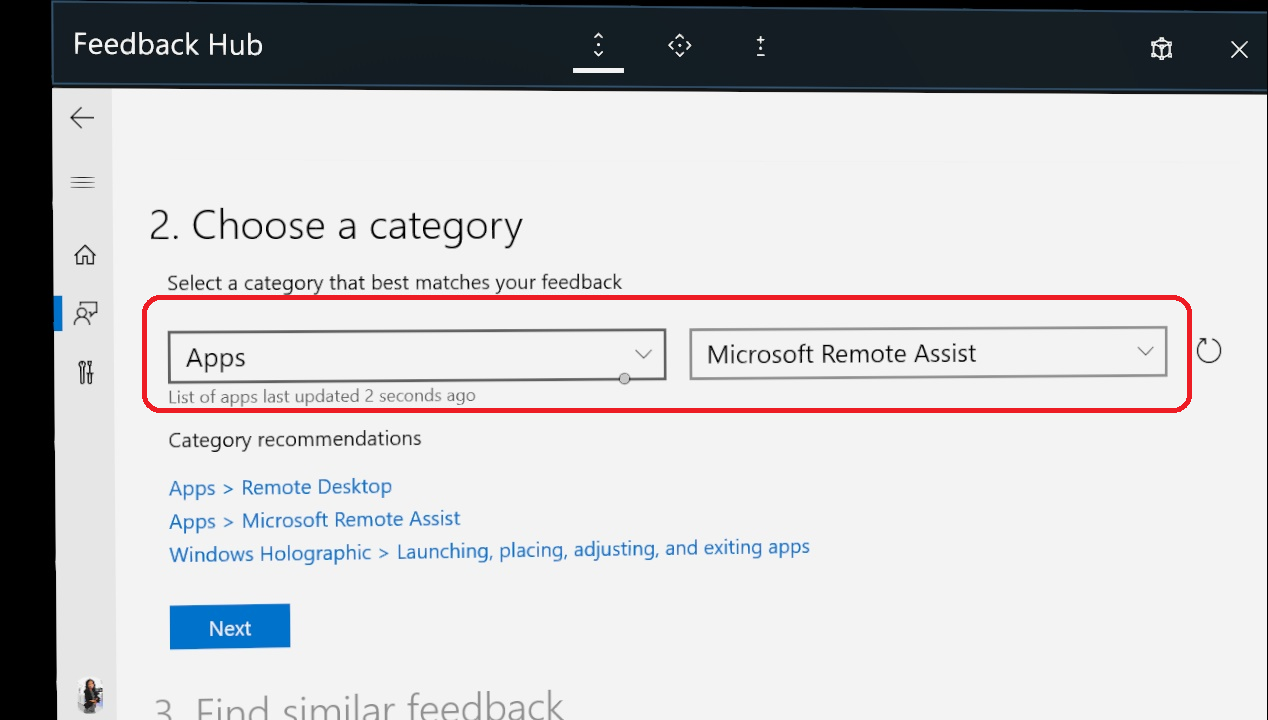 Feedback Hub
2. Choose a category
Select a category that best matches your feedback
Apps
Microsoft Remote Assist
List of apps last updated 2 seconds ago
Category recommendations
Apps > Remote Desktop
Apps > Microsoft Remote Assist
Windows Holographic > Launching, placing, adjusting, and exiting apps
Next
3. Find similar feedback